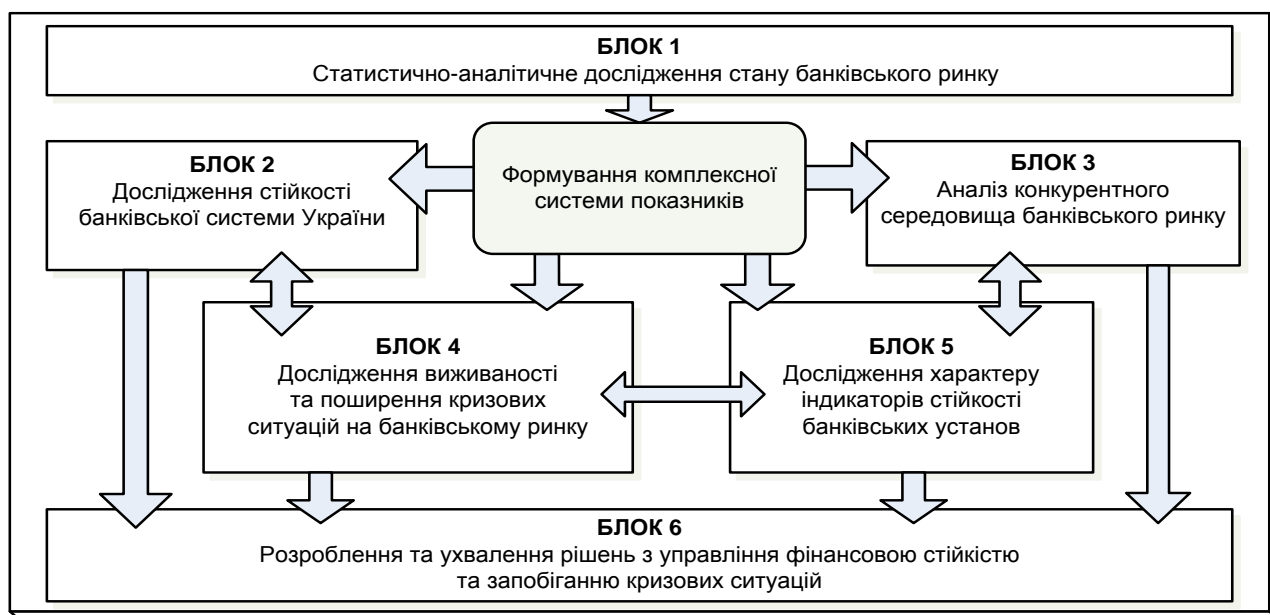 БЛОК 1
Статистично-аналітичне дослідження стану банківського ринку
БЛОК 2
Дослідження стійкості
банківської системи України
Формування комплексної
системи показників
БЛОК 3
Аналіз конкурентного
середовища банківського ринку
БЛОК 4
Дослідження виживаності
та поширення кризових
ситуацій на банківському ринку
БЛОК 5
Дослідження характеру
індикаторів стійкості
банківських установ
БЛОК 6
Розроблення та ухвалення рішень з управління фінансовою стійкістю
та запобіганню кризових ситуацій